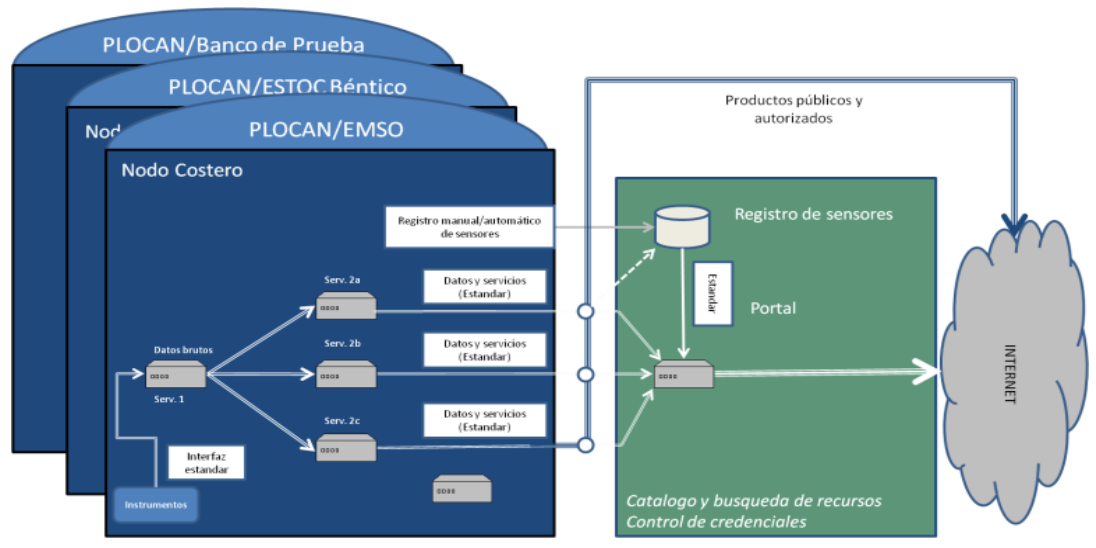 PLOCAN/Banco de Prueba
PLOCAN/ESTOC Béntico
Nod
PLOCAN/EMSO
Nodo Costero
Productos públicos y
autorizados
Registro manual/automático
de sensores
Registro de sensores
Serv. 2a
Datos y servicios
(Estandar)
Estandar
Portal
Datos brutos
Serv. 2b
Datos y servicios
(Estandar)
INTERNET
Serv. 1
Serv. 2c
Datos y servicios
(Estandar)
Interfaz
estandar
Instrumentos
Catalogo y busqueda de recursos
Control de credenciales